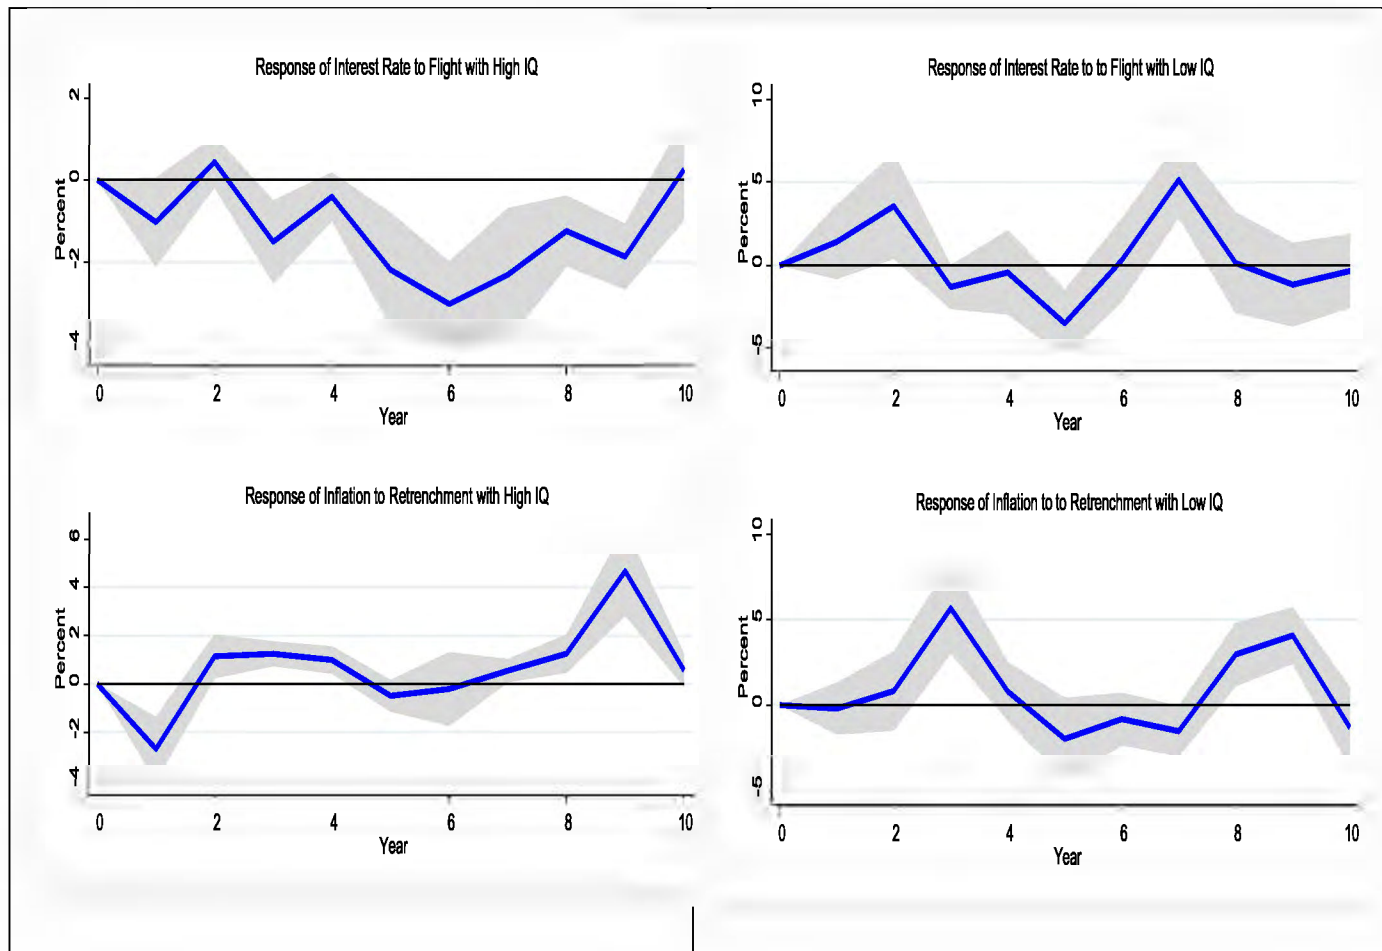 Response of Interest Rate to Flight with High IQ
2
0
-2
-4
Percent
0 2 4 6 8 10
Year
Response of Interest Rate to to Flight with Low IQ
10
5
0
-5
Percent
0 2 4 6 8 10
Year
Response of Inflation to Retrenchment with High IQ
6
4
2
0
-2
-4
Percent
0 2 4 6 8 10
Year
Response of Inflation to to Retrenchment with Low IQ
10
5
0
-5
Percent
0 2 4 6 8 10
Year